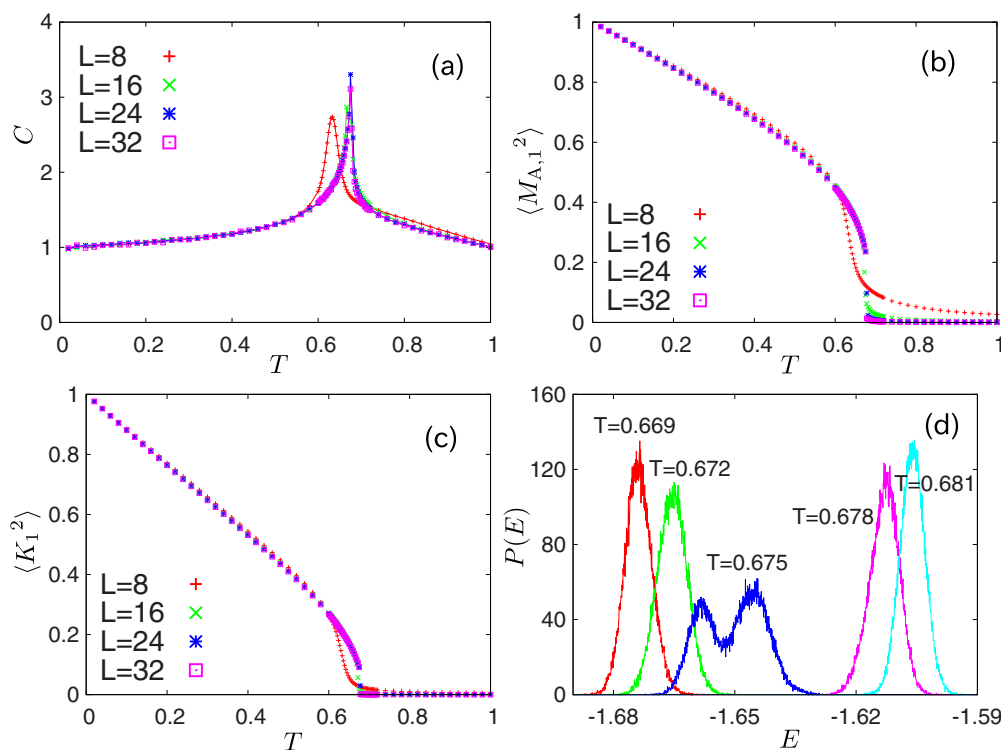 (a)
C
4
3
2
1
0
L=8
L=16
L=24
L=32
0 0.2 0.4 0.6 0.8 1
T
(b)
⟨M_{A,1}^2⟩
1
0.8
0.6
0.4
0.2
0
L=8
L=16
L=24
L=32
0 0.2 0.4 0.6 0.8 1
T
(c)
⟨K_1^2⟩
1
0.8
0.6
0.4
0.2
0
L=8
L=16
L=24
L=32
0 0.2 0.4 0.6 0.8 1
T
(d)
P(E)
160
120
80
40
0
T=0.669
T=0.672
T=0.675
T=0.678
T=0.681
-1.68 -1.65 -1.62 -1.59
E